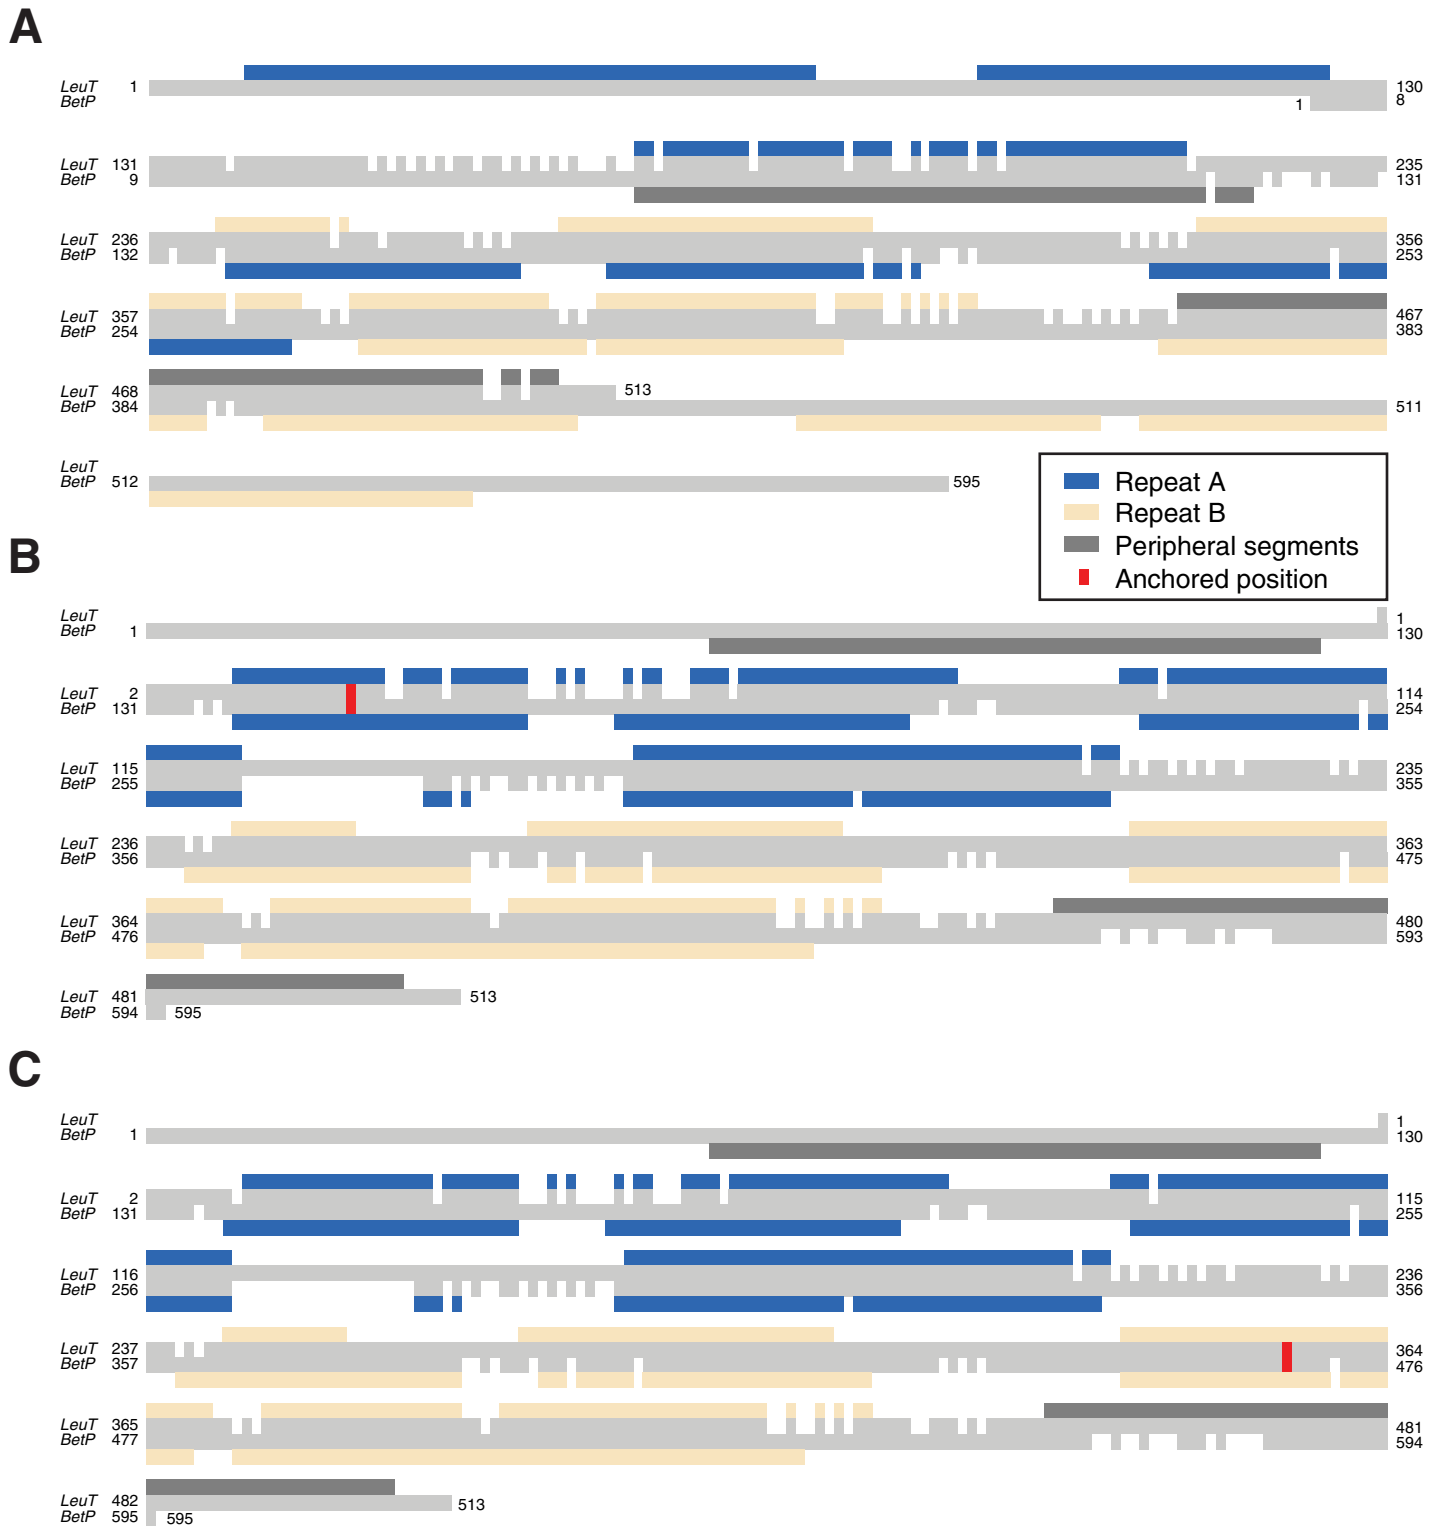 A
LeuT 1 130
BetP 1 8
LeuT 131 235
BetP 9 131
LeuT 236 356
BetP 132 253
LeuT 357 467
BetP 254 383
LeuT 468 513
BetP 384 511
LeuT
BetP 512 595
Repeat A
Repeat B
Peripheral segments
Anchored position
B
LeuT 1
BetP 1 130
LeuT 2 114
BetP 131 254
LeuT 115 235
BetP 255 355
LeuT 236 363
BetP 356 475
LeuT 364 480
BetP 476 593
LeuT 481 513
BetP 594 595
C
LeuT 1
BetP 1 130
LeuT 2 115
BetP 131 255
LeuT 116 236
BetP 256 356
LeuT 237 364
BetP 357 476
LeuT 365 481
BetP 477 594
LeuT 482 513
BetP 595 595